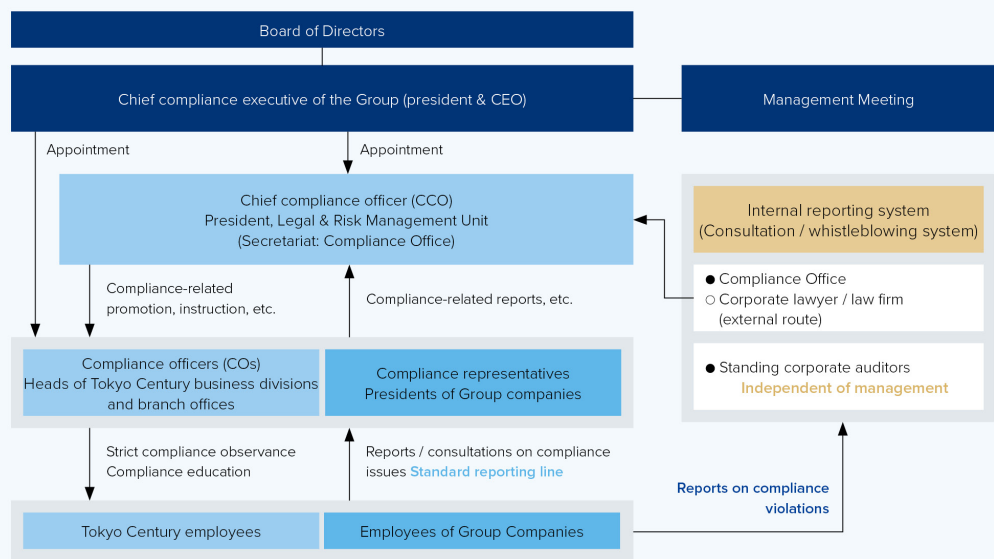 Board of Directors
Chief compliance executive of the Group (president & CEO)
Management Meeting
Appointment
Appointment
Chief compliance officer (CCO)
President, Legal & Risk Management Unit
(Secretariat: Compliance Office)
Internal reporting system
(Consultation / whistleblowing system)
● Compliance Office
○ Corporate lawyer / law firm
(external route)
● Standing corporate auditors
Independent of management
Compliance-related
promotion, instruction, etc.
Compliance-related reports, etc.
Compliance officers (COs)
Heads of Tokyo Century business divisions
and branch offices
Compliance representatives
Presidents of Group companies
Strict compliance observance
Compliance education
Reports / consultations on compliance
issues Standard reporting line
Reports on compliance
violations
Tokyo Century employees
Employees of Group Companies